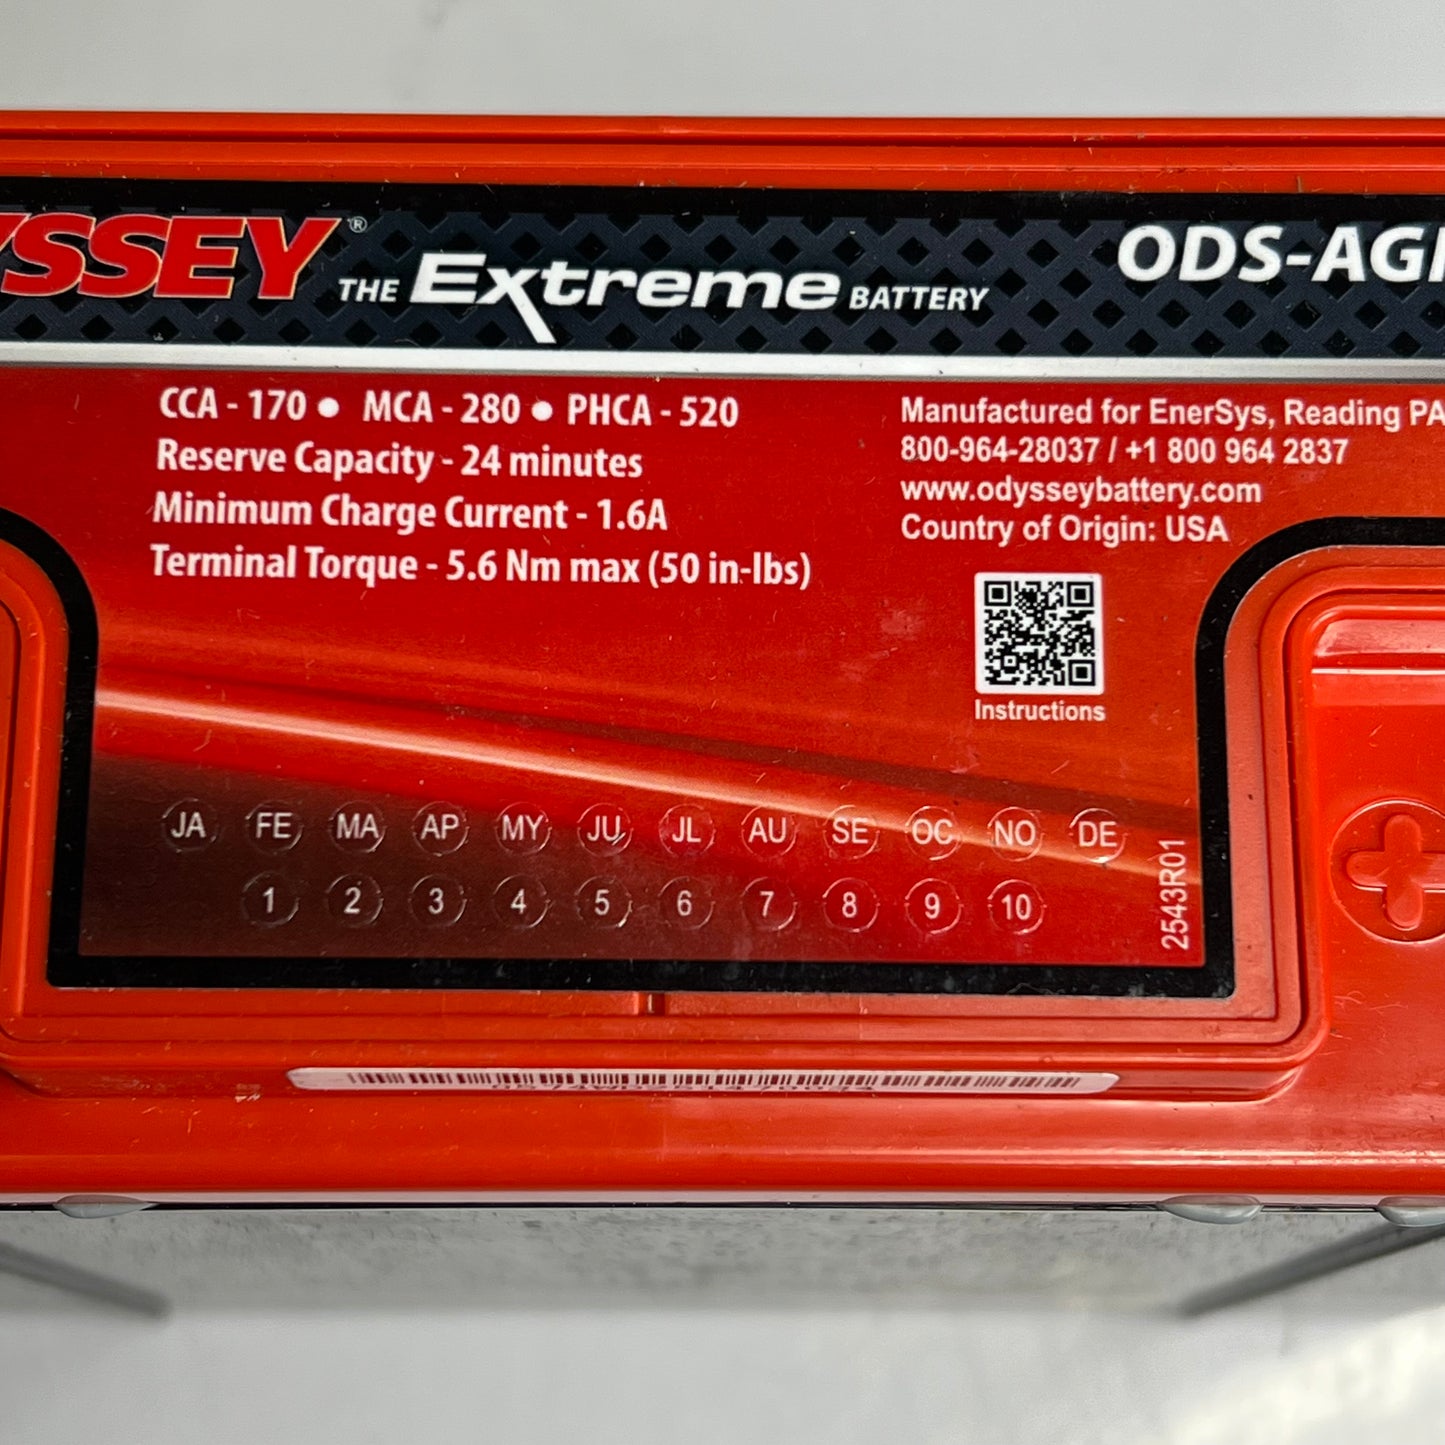 YSSEY® THE Extreme BATTERY
ODS-AG
CCA - 170 ● MCA - 280 ● PHCA - 520
Reserve Capacity - 24 minutes
Minimum Charge Current - 1.6A
Terminal Torque - 5.6 Nm max (50 in-lbs)
Manufactured for EnerSys, Reading PA
800-964-28037 / +1 800 964 2837
www.odysseybattery.com
Country of Origin: USA
Instructions
JA FE MA AP MY JU JL AU SE OC NO DE
1 2 3 4 5 6 7 8 9 10
2543R01